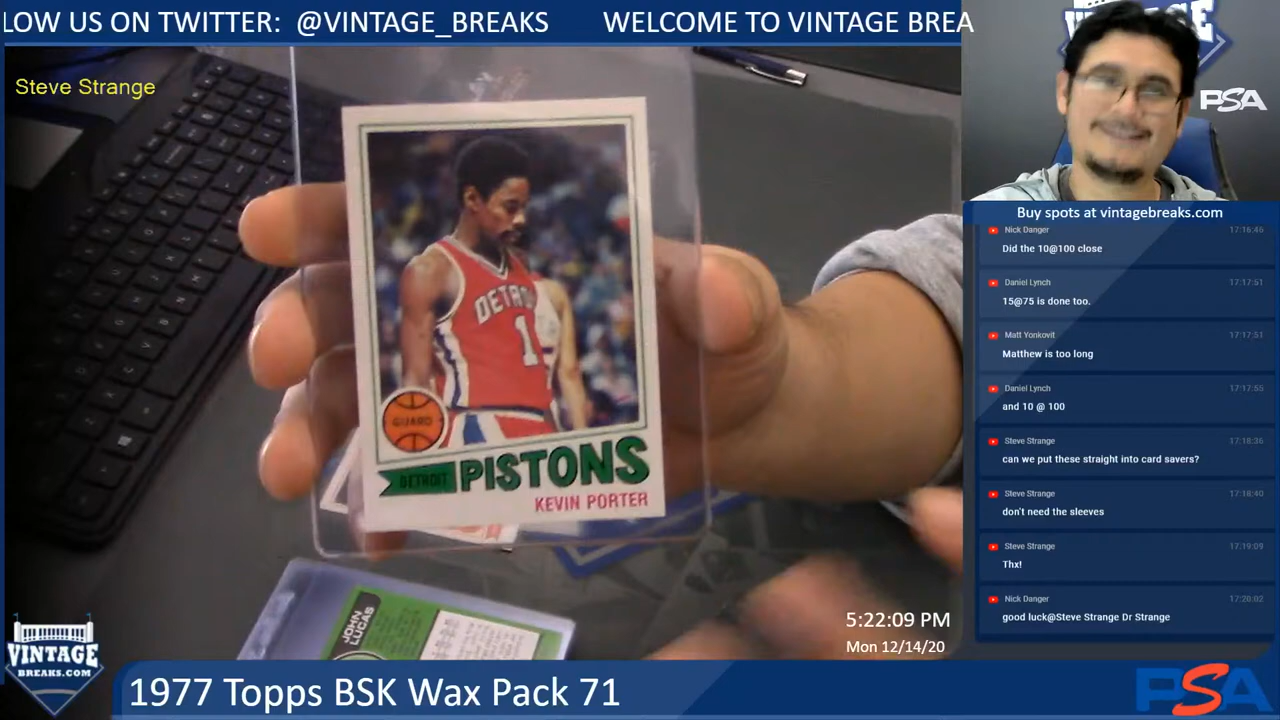 LOW US ON TWITTER: @VINTAGE_BREAKS WELCOME TO VINTAGE BREA
Steve Strange
PSA
DETRO
1
GUARD
DETROIT PISTONS
KEVIN PORTER
JOHN
LUCAS
Buy spots at vintagebreaks.com
Nick Danger 17:16:46
Did the 10@100 close
Daniel Lynch 17:17:51
15@75 is done too.
Matt Yonkovit 17:17:51
Matthew is too long
Daniel Lynch 17:17:55
and 10 @ 100
Steve Strange 17:18:36
can we put these straight into card savers?
Steve Strange 17:18:40
don't need the sleeves
Steve Strange 17:19:09
Thx!
Nick Danger 17:20:02
good luck@Steve Strange Dr Strange
5:22:09 PM
Mon 12/14/20
VINTAGE
BREAKS.COM
1977 Topps BSK Wax Pack 71
PSA